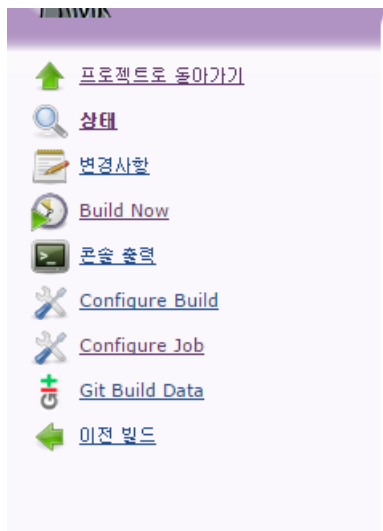 프로젝트로 돌아가기
상태
변경사항
Build Now
콘솔 출력
Configure Build
Configure Job
Git Build Data
이전 빌드